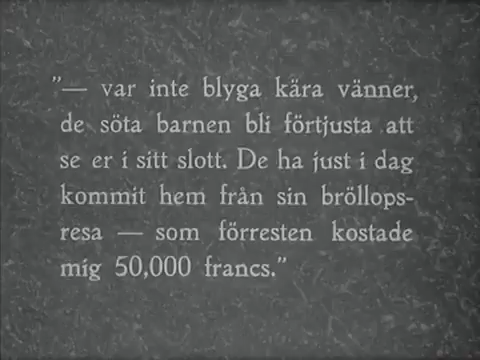 "— var inte blyga kära vänner,
de söta barnen bli förtjusta att
se er i sitt slott. De ha just i dag
kommit hem från sin bröllops-
resa — som förresten kostade
mig 50,000 francs."